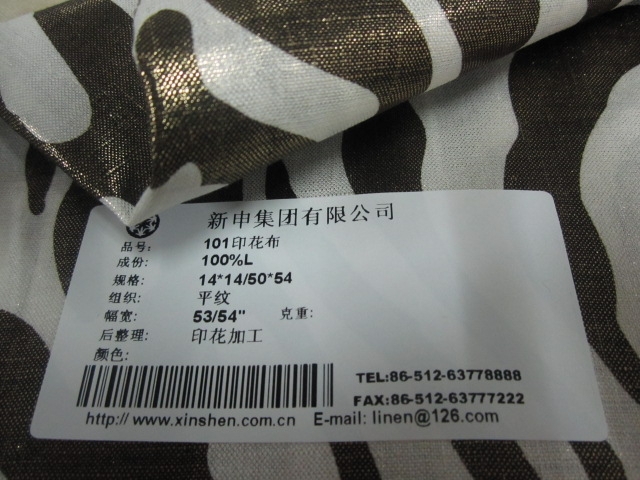 新申集团有限公司
品号: 101印花布
成份: 100%L
规格: 14*14/50*54
组织: 平纹
幅宽: 53/54" 克重:
后整理: 印花加工
颜色:
TEL:86-512-63778888
FAX:86-512-63777222
http:// www.xinshen.com.cn E-mail: linen@126.com